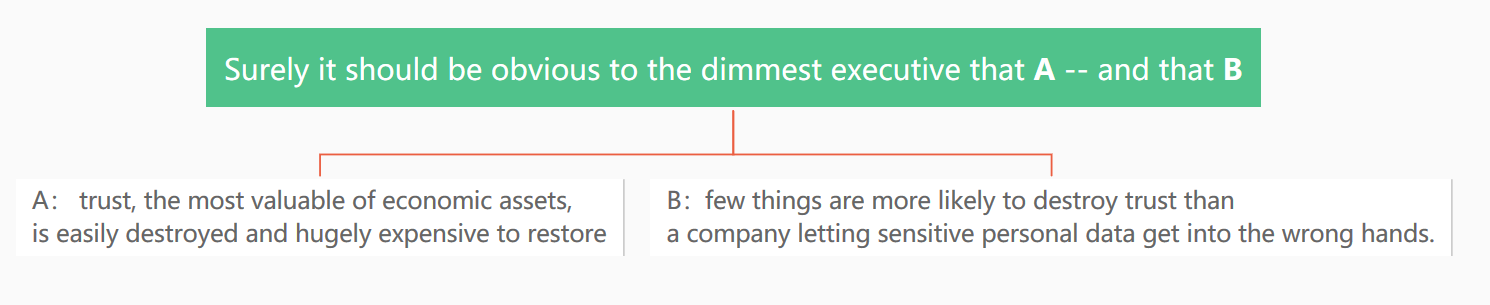 Surely it should be obvious to the dimmest executive that A -- and that B
A： trust, the most valuable of economic assets,
is easily destroyed and hugely expensive to restore
B：few things are more likely to destroy trust than
a company letting sensitive personal data get into the wrong hands.